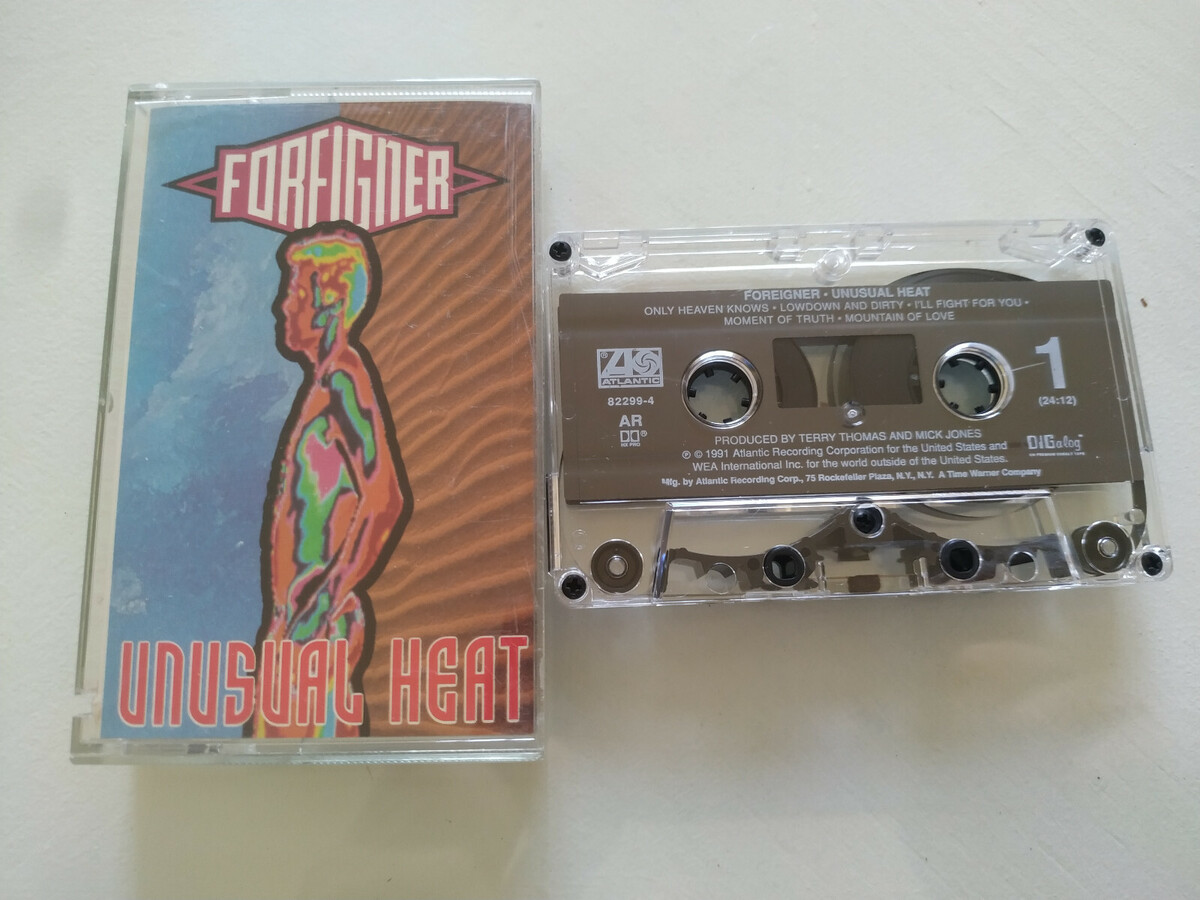 FOREIGNER
UNUSUAL HEAT
FOREIGNER • UNUSUAL HEAT
ONLY HEAVEN KNOWS • LOWDOWN AND DIRTY • I'LL FIGHT FOR YOU •
MOMENT OF TRUTH • MOUNTAIN OF LOVE
ATLANTIC
82299-4
AR
HX PRO
1
(24:12)
PRODUCED BY TERRY THOMAS AND MICK JONES
℗ © 1991 Atlantic Recording Corporation for the United States and
WEA International Inc. for the world outside of the United States.
Mfg. by Atlantic Recording Corp., 75 Rockefeller Plaza, N.Y., N.Y. A Time Warner Company
DiGalog™